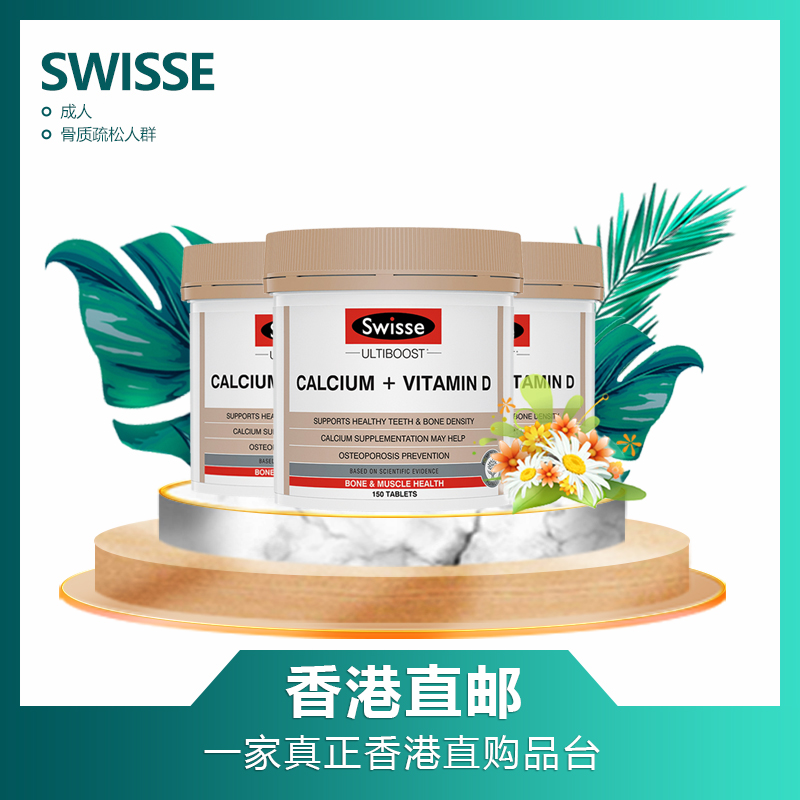 SWISSE
成人
骨质疏松人群
Swisse
ULTIBOOST
CALCIUM + VITAMIN D
SUPPORTS HEALTHY TEETH & BONE DENSITY
CALCIUM SUPPLEMENTATION MAY HELP
OSTEOPOROSIS PREVENTION
BASED ON SCIENTIFIC EVIDENCE
BONE & MUSCLE HEALTH
150 TABLETS
香港直邮
一家真正香港直购品台